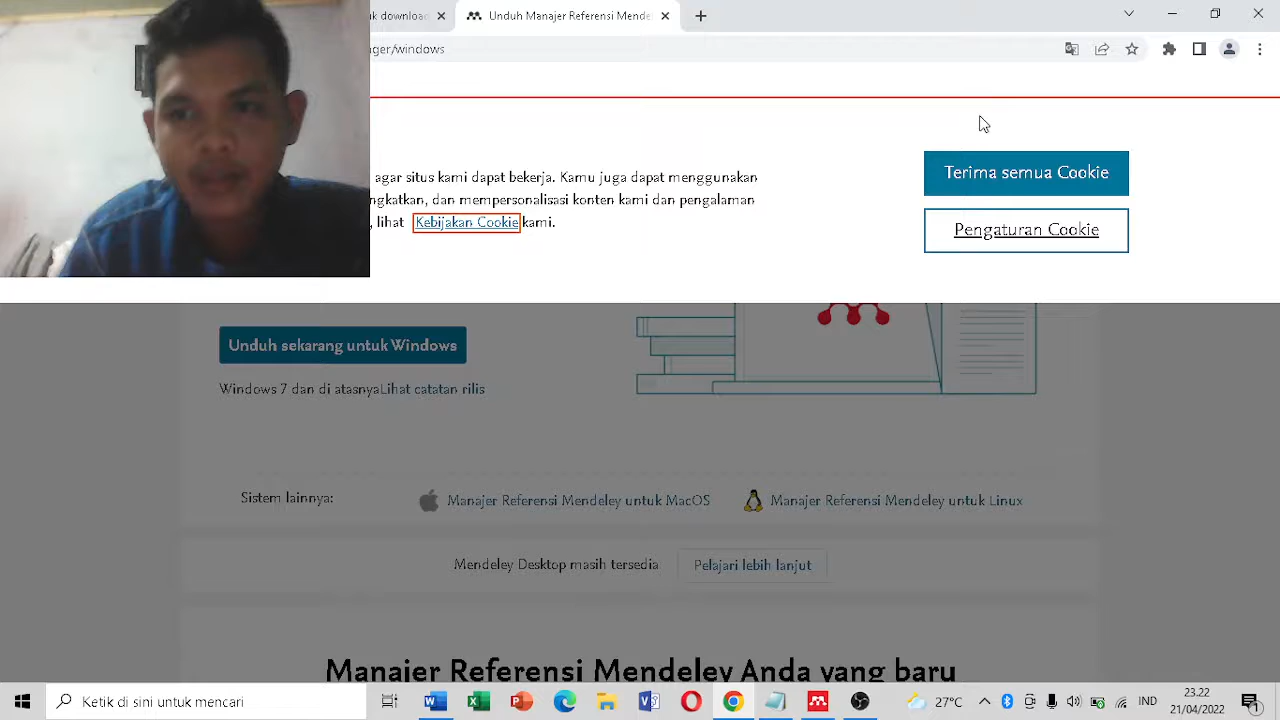 k download
Unduh Manajer Referensi Mende
ger/windows
agar situs kami dapat bekerja. Kamu juga dapat menggunakan
ngkatkan, dan mempersonalisasi konten kami dan pengalaman
, lihat Kebijakan Cookie kami.
Terima semua Cookie
Pengaturan Cookie
Unduh sekarang untuk Windows
Windows 7 dan di atasnyaLihat catatan rilis
Sistem lainnya:
Manajer Referensi Mendeley untuk MacOS
Manajer Referensi Mendeley untuk Linux
Mendeley Desktop masih tersedia
Pelajari lebih lanjut
Manajer Referensi Mendeley Anda yang baru
Ketik di sini untuk mencari
27°C
IND
23.22
21/04/2022
1